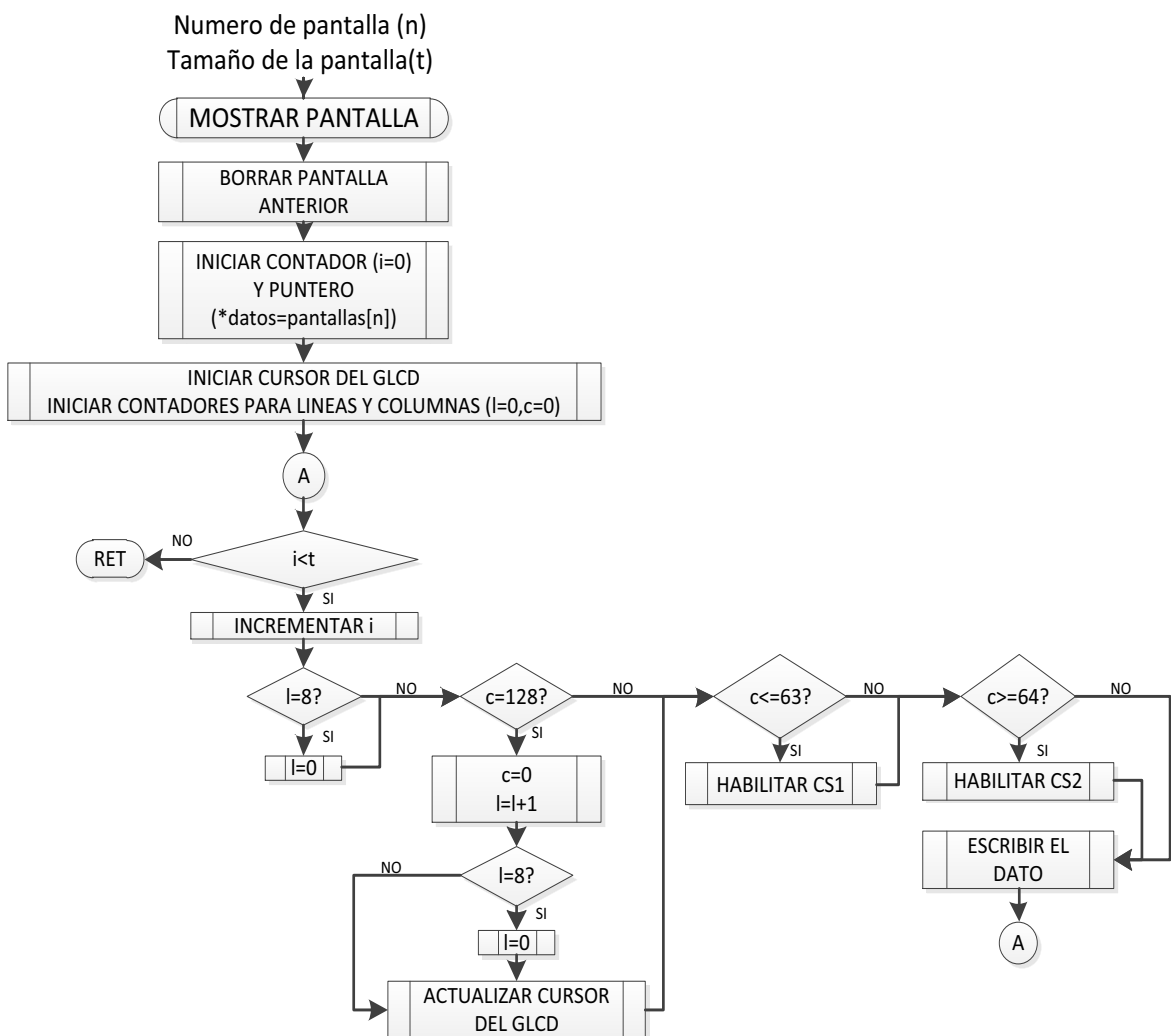 Numero de pantalla (n)
Tamaño de la pantalla(t)
MOSTRAR PANTALLA
BORRAR PANTALLA
ANTERIOR
INICIAR CONTADOR (i=0)
Y PUNTERO
(*datos=pantallas[n])
INICIAR CURSOR DEL GLCD
INICIAR CONTADORES PARA LINEAS Y COLUMNAS (l=0,c=0)
A
i<t
NO
RET
SI
INCREMENTAR i
l=8?
NO
SI
l=0
c=128?
NO
SI
c=0
l=l+1
l=8?
NO
SI
l=0
ACTUALIZAR CURSOR
DEL GLCD
c<=63?
NO
SI
HABILITAR CS1
c>=64?
NO
SI
HABILITAR CS2
ESCRIBIR EL
DATO
A